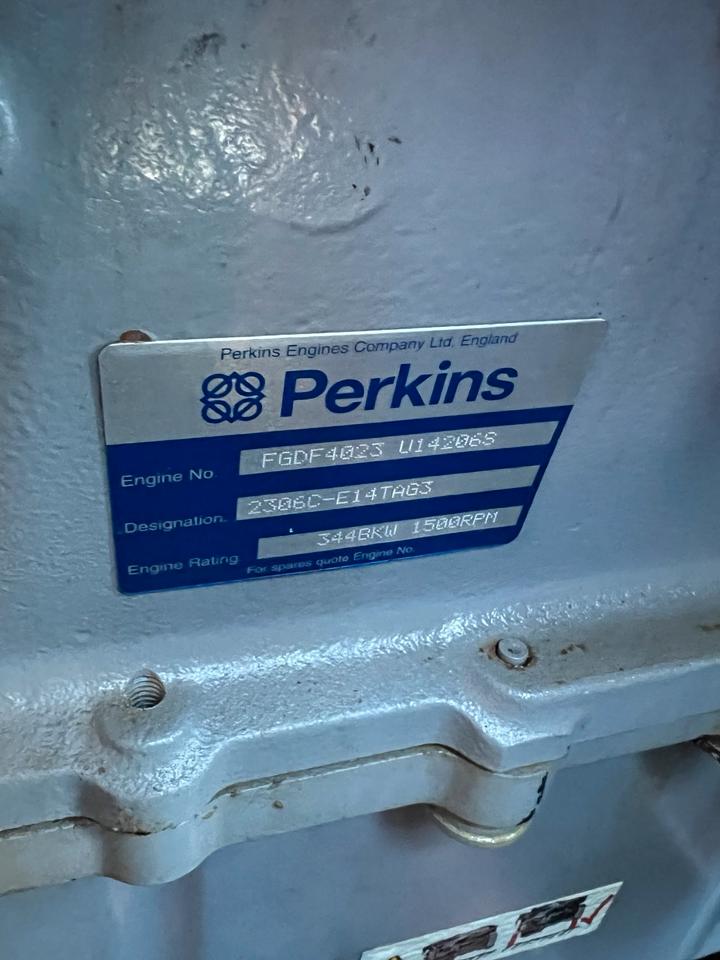 Perkins Engines Company Ltd, England
Perkins
Engine No. FGDF4023 U14206S
Designation. 2306C-E14TAG3
Engine Rating 344BKW 1500RPM
For spares quote Engine No.